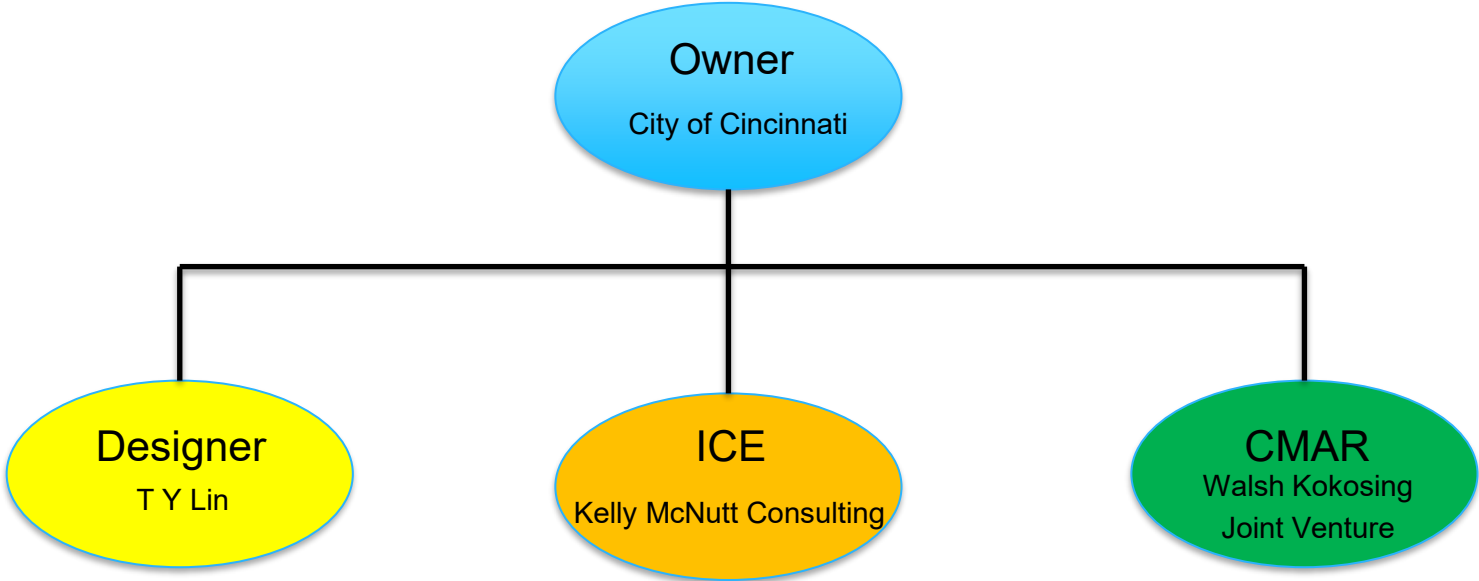 Owner
City of Cincinnati
Designer
T Y Lin
ICE
Kelly McNutt Consulting
CMAR
Walsh Kokosing
Joint Venture